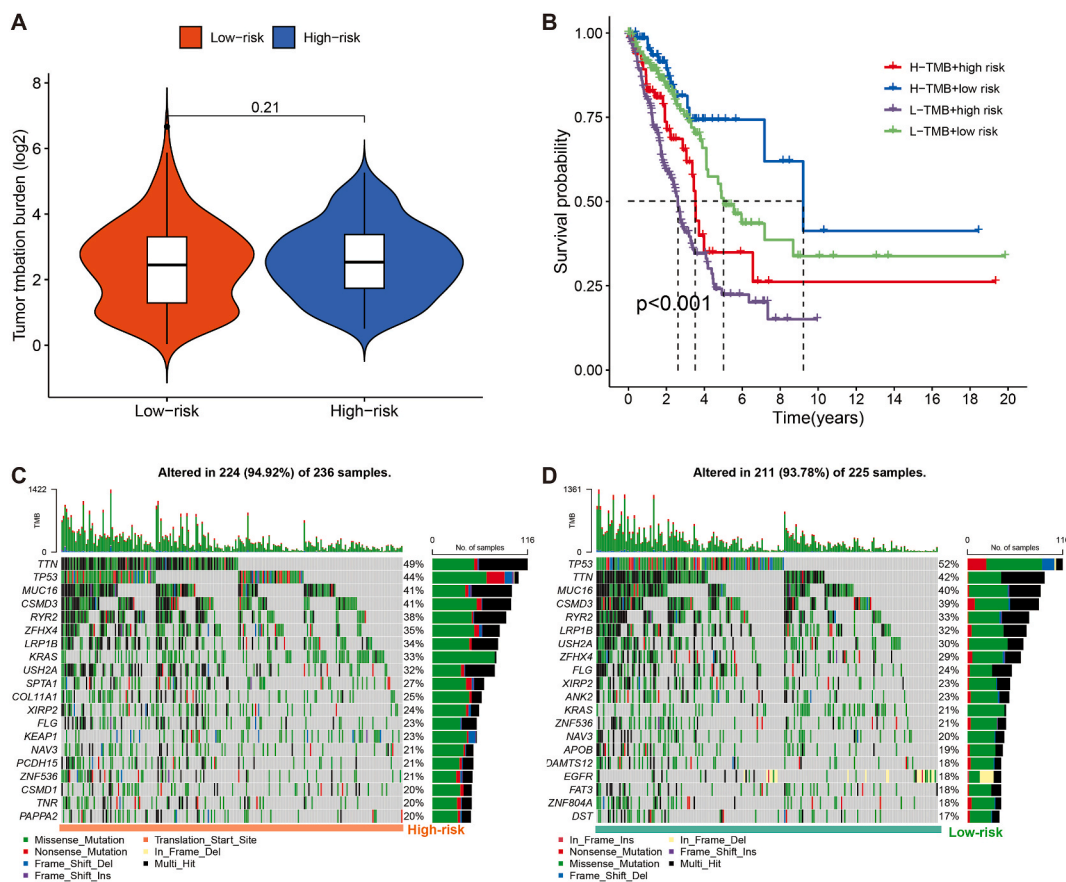 A
Low-risk
High-risk
8
6
4
2
0
Tumor tmbation burden (log2)
0.21
Low-risk
High-risk
B
1.00
0.75
0.50
0.25
0.00
Survival probability
H-TMB+high risk
H-TMB+low risk
L-TMB+high risk
L-TMB+low risk
p<0.001
0 2 4 6 8 10 12 14 16 18 20
Time(years)
C
Altered in 224 (94.92%) of 236 samples.
1422
TMB
0
0 116
No. of samples
TTN 49%
TP53 44%
MUC16 41%
CSMD3 41%
RYR2 38%
ZFHX4 35%
LRP1B 34%
KRAS 33%
USH2A 32%
SPTA1 27%
COL11A1 25%
XIRP2 24%
FLG 23%
KEAP1 23%
NAV3 21%
PCDH15 21%
ZNF536 21%
CSMD1 20%
TNR 20%
PAPPA2 20%
High-risk
Missense_Mutation
Nonsense_Mutation
Frame_Shift_Del
Frame_Shift_Ins
Translation_Start_Site
In_Frame_Del
Multi_Hit
D
Altered in 211 (93.78%) of 225 samples.
1361
TMB
0
0 116
No. of samples
TP53 52%
TTN 42%
MUC16 40%
CSMD3 39%
RYR2 33%
LRP1B 32%
USH2A 30%
ZFHX4 29%
FLG 24%
XIRP2 23%
ANK2 23%
KRAS 21%
ZNF536 21%
NAV3 20%
APOB 19%
DAMTS12 18%
EGFR 18%
FAT3 18%
ZNF804A 18%
DST 17%
Low-risk
In_Frame_Ins
Nonsense_Mutation
Missense_Mutation
Frame_Shift_Del
In_Frame_Del
Frame_Shift_Ins
Multi_Hit